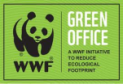 GREEN
OFFICE
A WWF INITIATIVE
TO REDUCE
ECOLOGICAL
FOOTPRINT
WWF